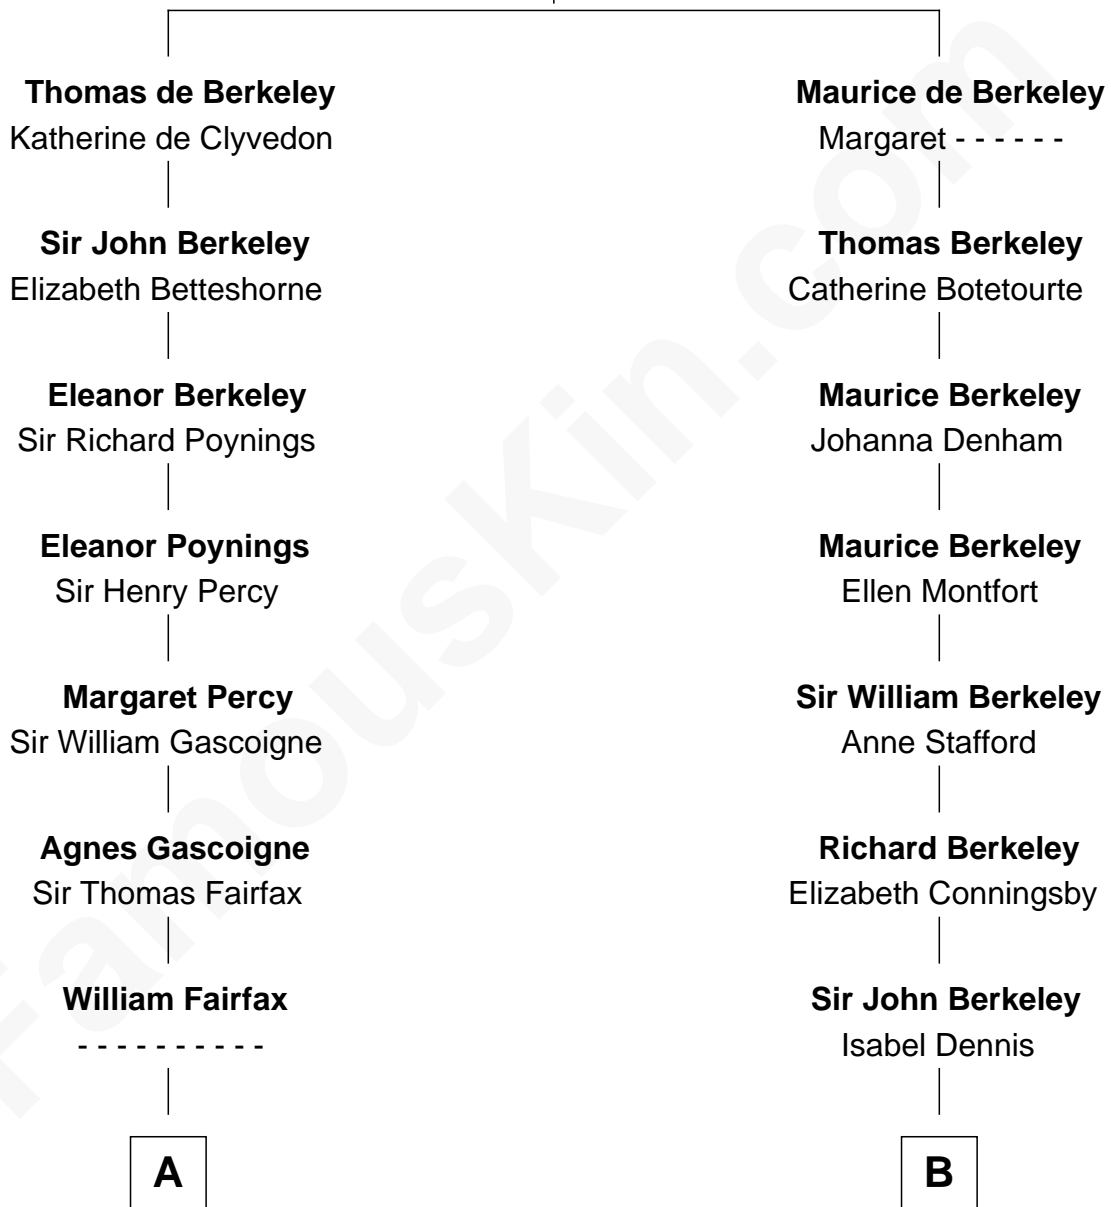 Thomas de Berkeley
Katherine de Clyvedon
Sir John Berkeley
Elizabeth Betteshorne
Eleanor Berkeley
Sir Richard Poynings
Eleanor Poynings
Sir Henry Percy
Margaret Percy
Sir William Gascoigne
Agnes Gascoigne
Sir Thomas Fairfax
William Fairfax
- - - - - - - - - -
A
Maurice de Berkeley
Margaret - - - - - -
Thomas Berkeley
Catherine Botetourte
Maurice Berkeley
Johanna Denham
Maurice Berkeley
Ellen Montfort
Sir William Berkeley
Anne Stafford
Richard Berkeley
Elizabeth Conningsby
Sir John Berkeley
Isabel Dennis
B
FamousKin.com